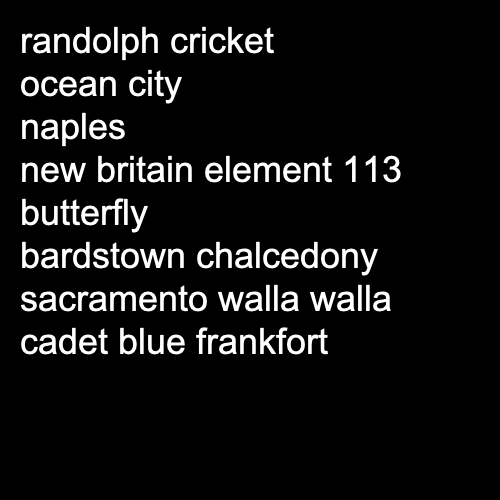 randolph cricket
ocean city
naples
new britain element 113
butterfly
bardstown chalcedony
sacramento walla walla
cadet blue frankfort